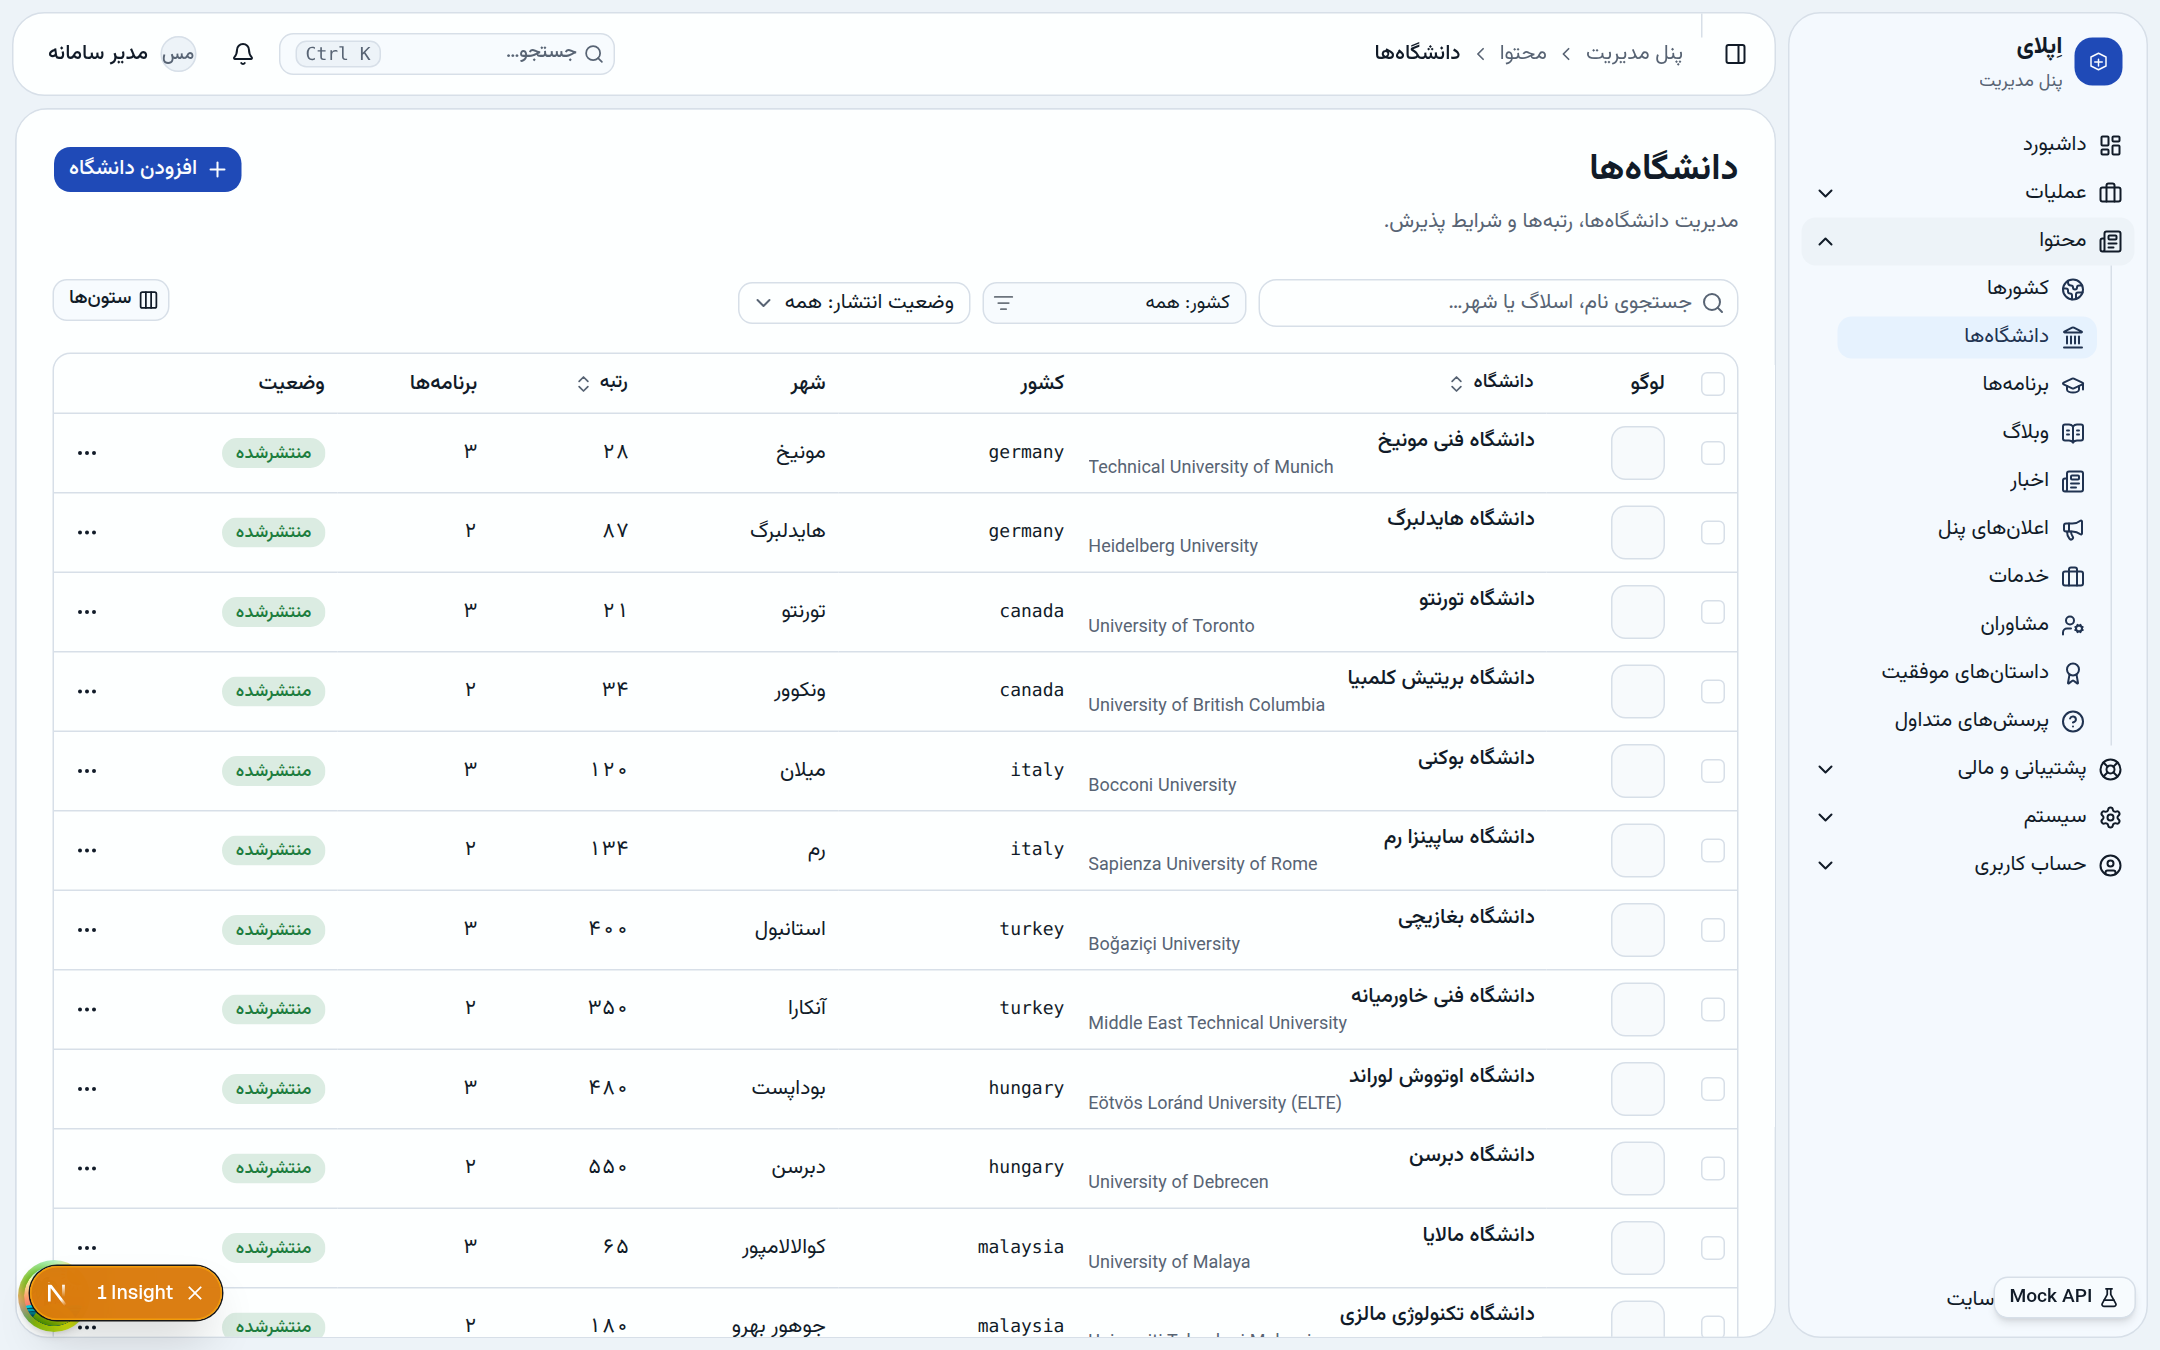 اِپلای
پنل مدیریت
داشبورد
عملیات
محتوا
کشورها
دانشگاه‌ها
برنامه‌ها
وبلاگ
اخبار
اعلان‌های پنل
خدمات
مشاوران
داستان‌های موفقیت
پرسش‌های متداول
پشتیبانی و مالی
سیستم
حساب کاربری
سایت
Mock API
پنل مدیریت
محتوا
دانشگاه‌ها
جستجو...
Ctrl K
مس
مدیر سامانه
دانشگاه‌ها
افزودن دانشگاه
مدیریت دانشگاه‌ها، رتبه‌ها و شرایط پذیرش.
جستجوی نام، اسلاگ یا شهر...
کشور: همه
وضعیت انتشار: همه
ستون‌ها
لوگو دانشگاه کشور شهر رتبه برنامه‌ها وضعیت
دانشگاه فنی مونیخ
Technical University of Munich
germany مونیخ ۲۸ ۳ منتشرشده
دانشگاه هایدلبرگ
Heidelberg University
germany هایدلبرگ ۸۷ ۲ منتشرشده
دانشگاه تورنتو
University of Toronto
canada تورنتو ۲۱ ۳ منتشرشده
دانشگاه بریتیش کلمبیا
University of British Columbia
canada ونکوور ۳۴ ۲ منتشرشده
دانشگاه بوکنی
Bocconi University
italy میلان ۱۲۰ ۳ منتشرشده
دانشگاه ساپینزا رم
Sapienza University of Rome
italy رم ۱۳۴ ۲ منتشرشده
دانشگاه بغازیچی
Boğaziçi University
turkey استانبول ۴۰۰ ۳ منتشرشده
دانشگاه فنی خاورمیانه
Middle East Technical University
turkey آنکارا ۳۵۰ ۲ منتشرشده
دانشگاه اوتووش لوراند
Eötvös Loránd University (ELTE)
hungary بوداپست ۴۸۰ ۳ منتشرشده
دانشگاه دبرسن
University of Debrecen
hungary دبرسن ۵۵۰ ۲ منتشرشده
دانشگاه مالایا
University of Malaya
malaysia کوالالامپور ۶۵ ۳ منتشرشده
دانشگاه تکنولوژی مالزی
malaysia جوهور بهرو ۱۸۰ ۲ منتشرشده
N 1 Insight